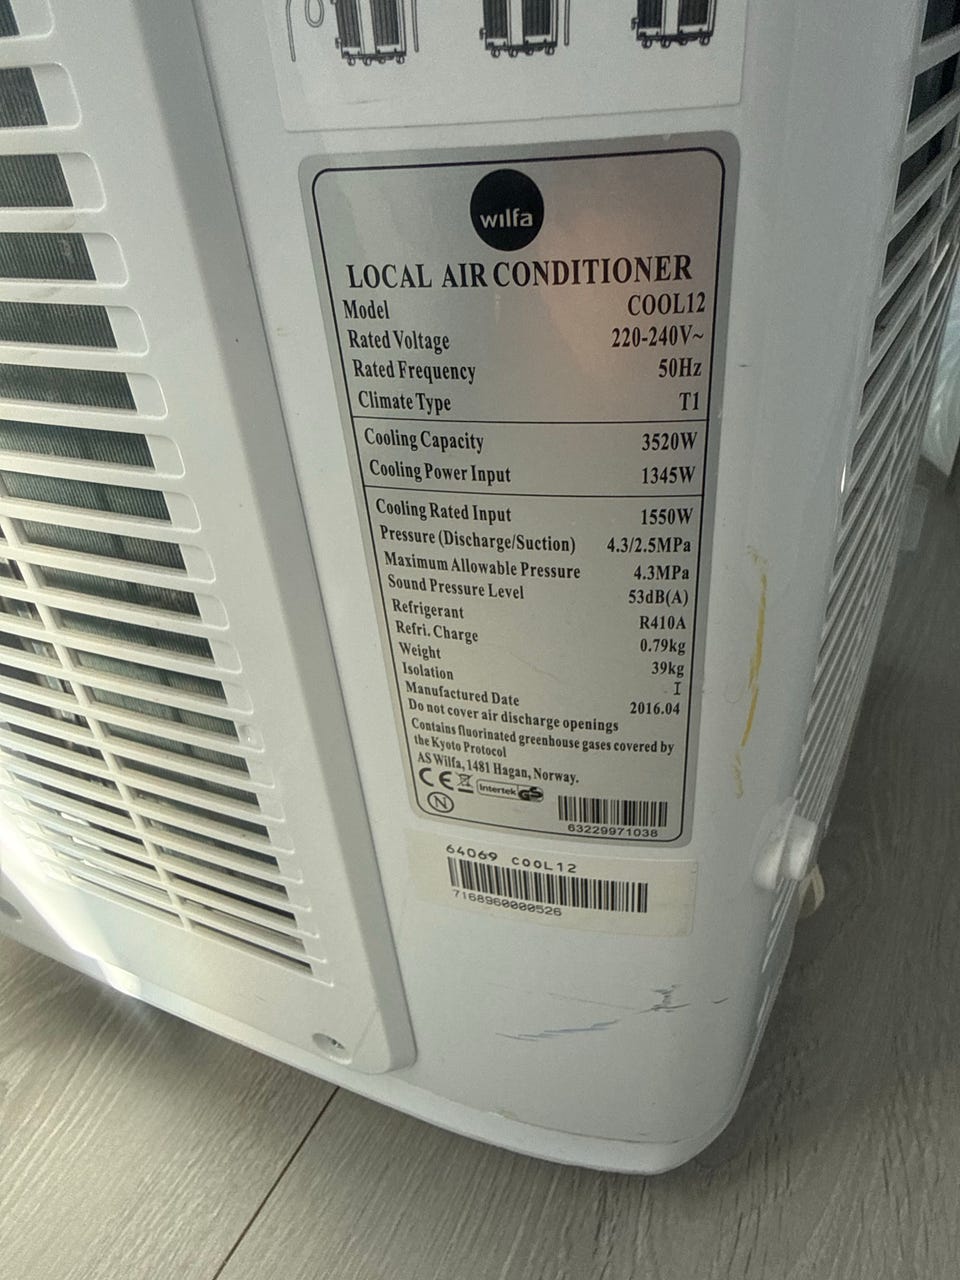 wilfa
LOCAL AIR CONDITIONER
Model COOL12
Rated Voltage 220-240V~
Rated Frequency 50Hz
Climate Type T1
Cooling Capacity 3520W
Cooling Power Input 1345W
Cooling Rated Input 1550W
Pressure (Discharge/Suction) 4.3/2.5MPa
Maximum Allowable Pressure 4.3MPa
Sound Pressure Level 53dB(A)
Refrigerant R410A
Refri. Charge 0.79kg
Weight 39kg
Isolation I
Manufactured Date 2016.04
Do not cover air discharge openings
Contains fluorinated greenhouse gases covered by
the Kyoto Protocol
AS Wilfa, 1481 Hagan, Norway.
CE Intertek GS
N
63229971038
64069 COOL12
7168960000526